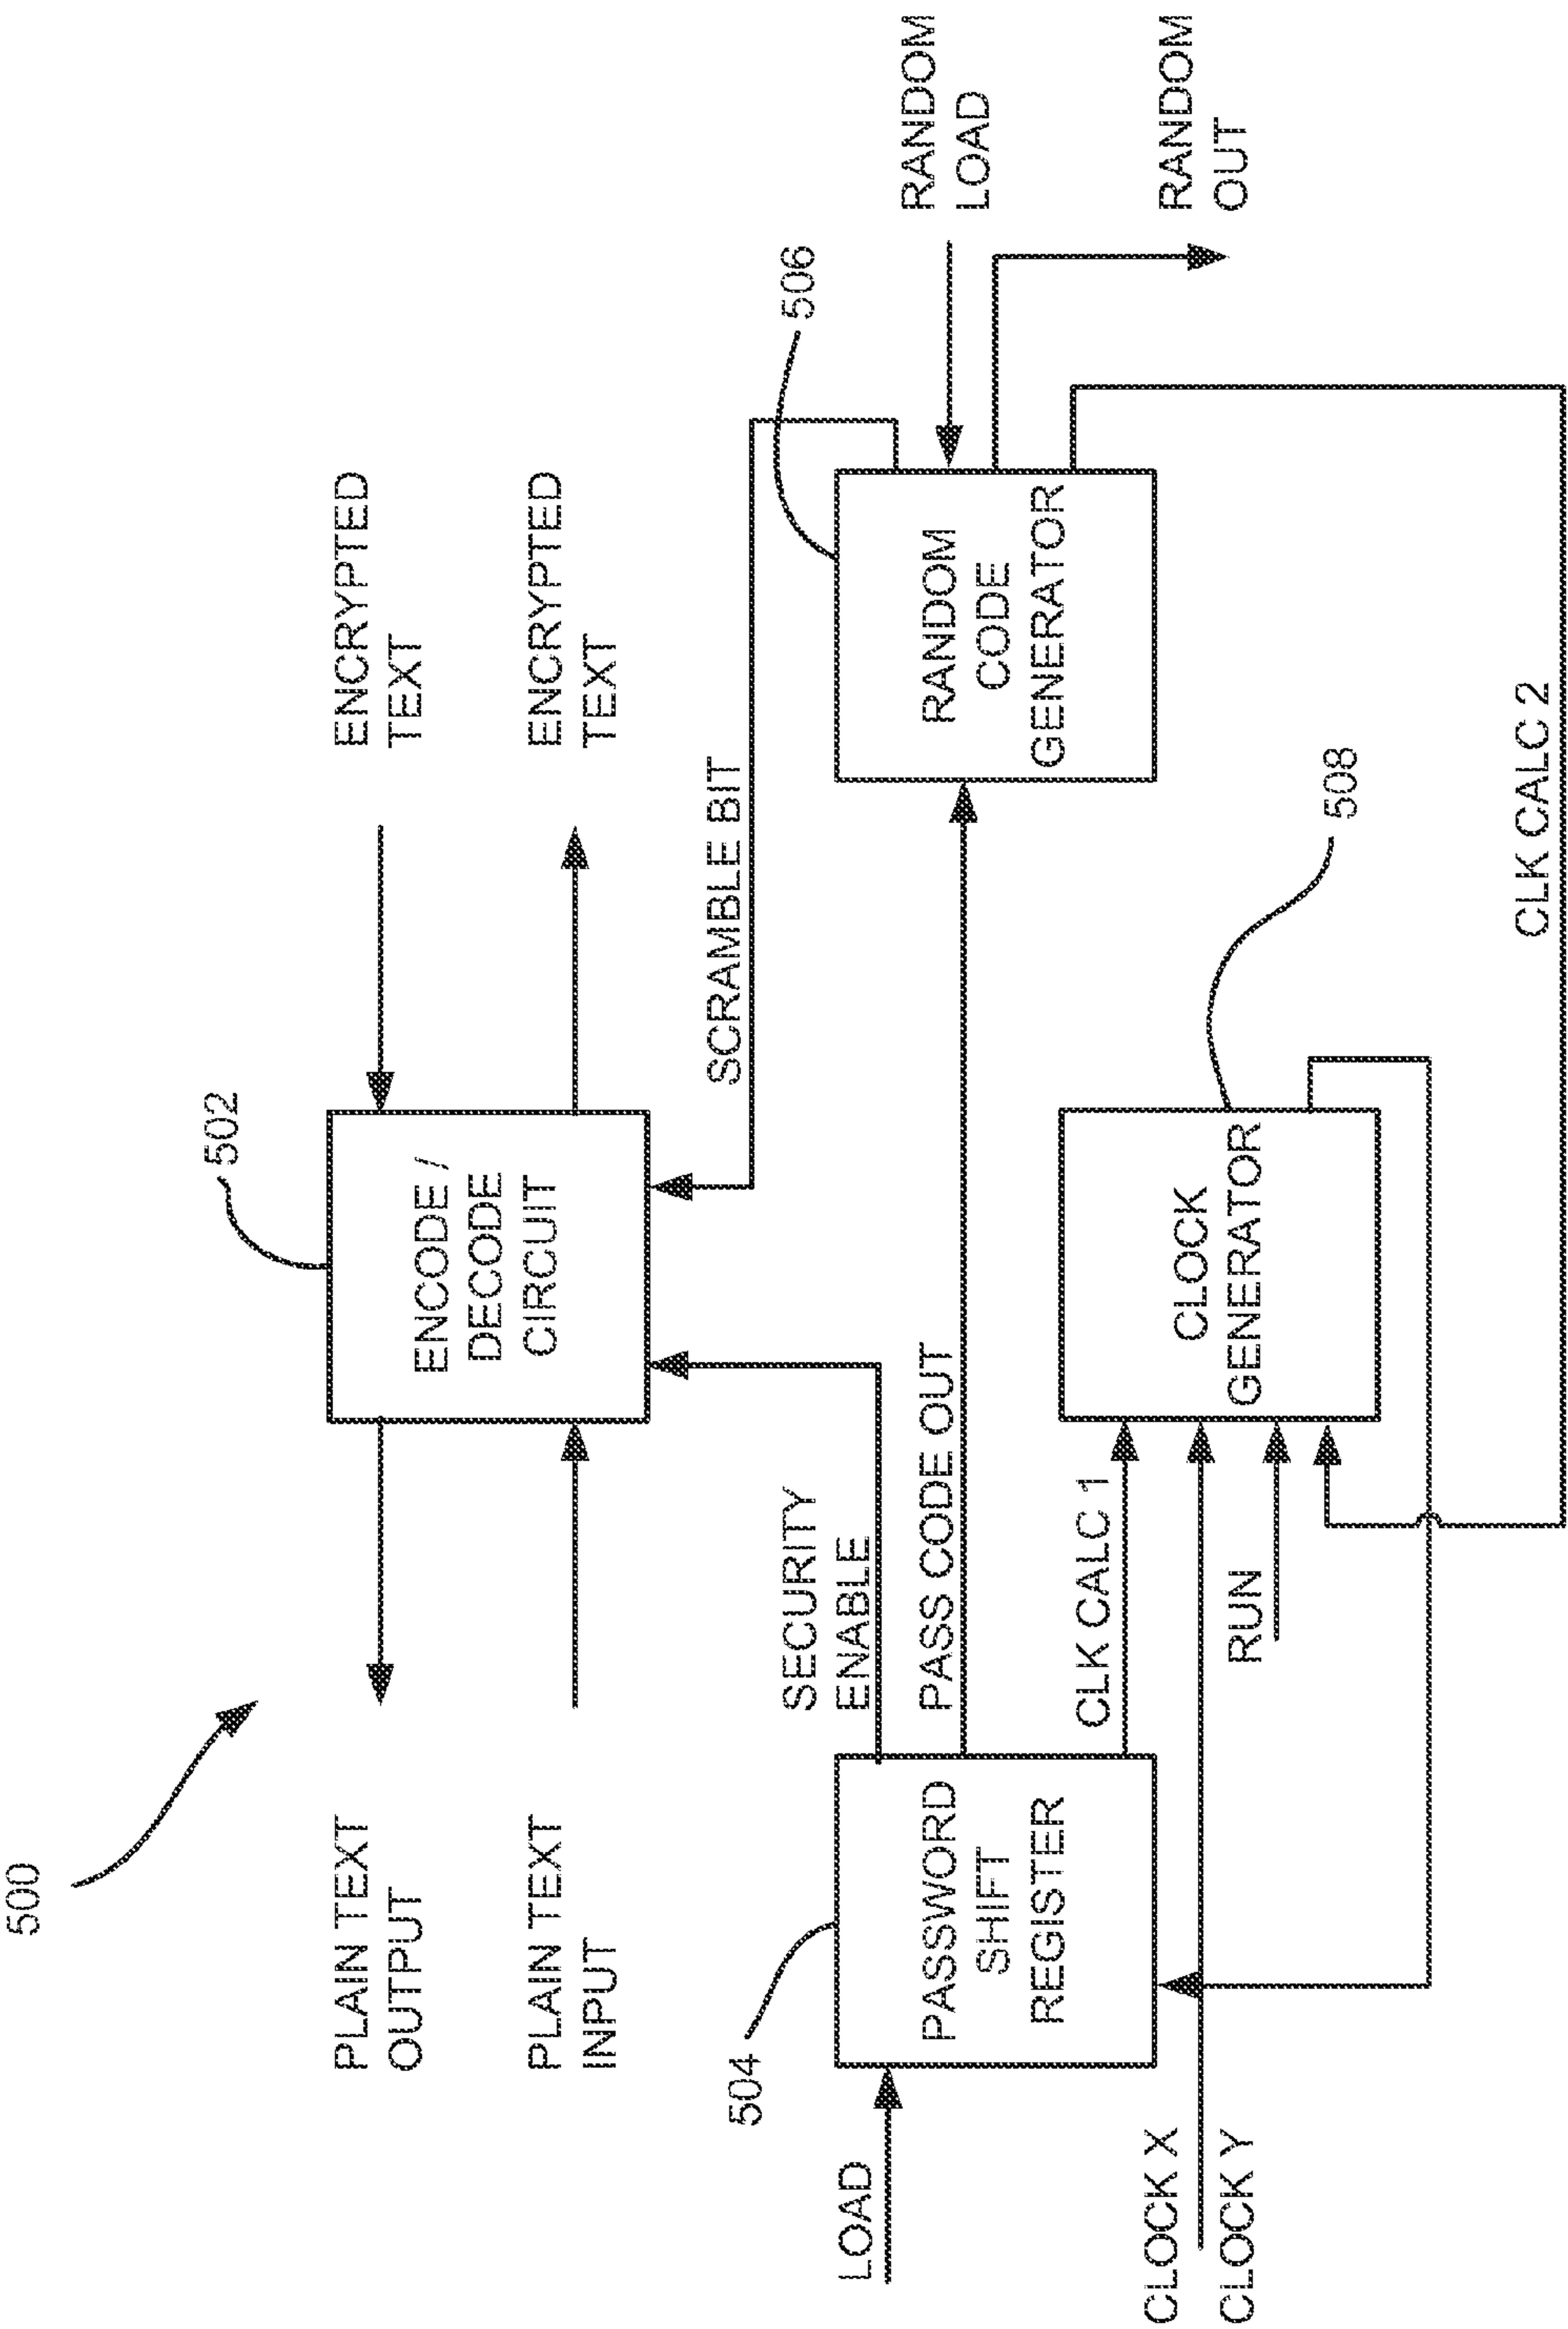 500
PLAIN TEXT
OUTPUT
ENCRYPTED
TEXT
502
ENCODE /
DECODE
CIRCUIT
PLAIN TEXT
INPUT
ENCRYPTED
TEXT
SCRAMBLE BIT
SECURITY
ENABLE
504
506
LOAD
PASSWORD
SHIFT
REGISTER
PASS CODE OUT
RANDOM
CODE
GENERATOR
RANDOM
LOAD
RANDOM
OUT
CLK CALC 1
CLOCK X
CLOCK Y
RUN
CLOCK
GENERATOR
508
CLK CALC 2